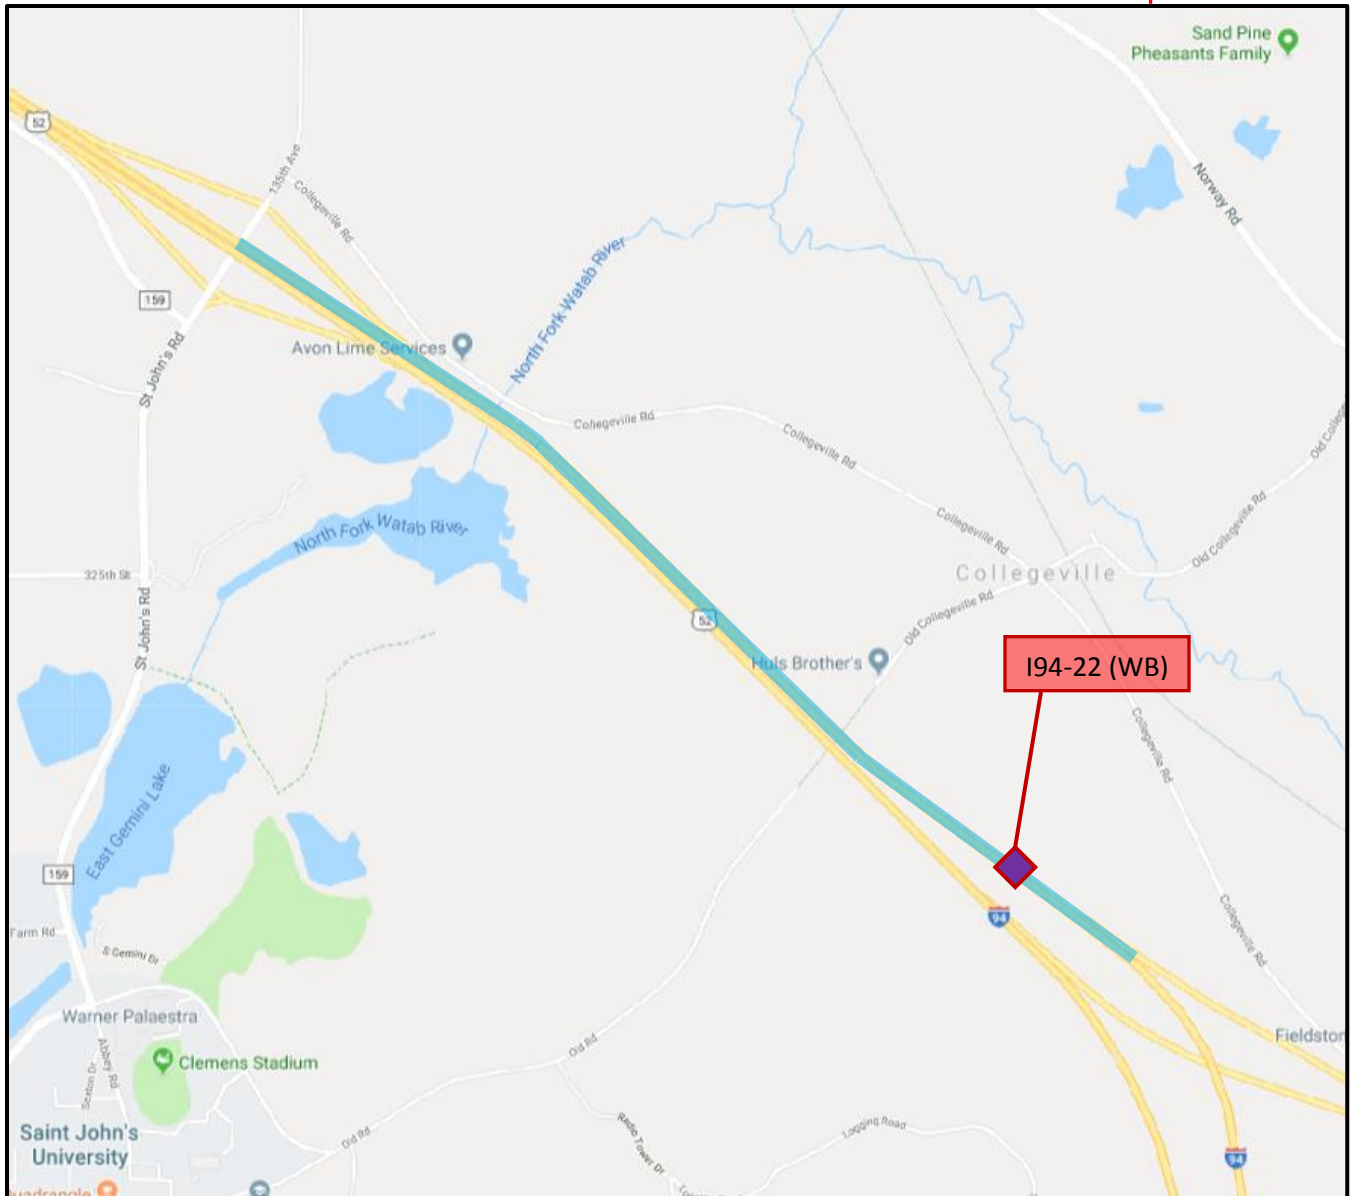 Sand Pine
Pheasants Family
52
135th Ave
Collegeville Rd
Norway Rd
North Fork Watab River
159
St John's Rd
Avon Lime Services
Collegeville Rd
Collegeville Rd
Old College
Collegeville Rd
Old Collegeville Rd
North Fork Watab River
325th St
Collegeville
Old Collegeville Rd
St John's Rd
52
Huls Brother's
I94-22 (WB)
Collegeville Rd
East Gemini Lake
159
94
Collegeville Rd
Farm Rd
S Gemini Dr
Warner Palaestra
Fieldston
Old Rd
Abbey Rd
Clemens Stadium
Sexton Dr
Saint John's
University
Old Rd
Radio Tower Dr
Logging Road
94
uadrangle